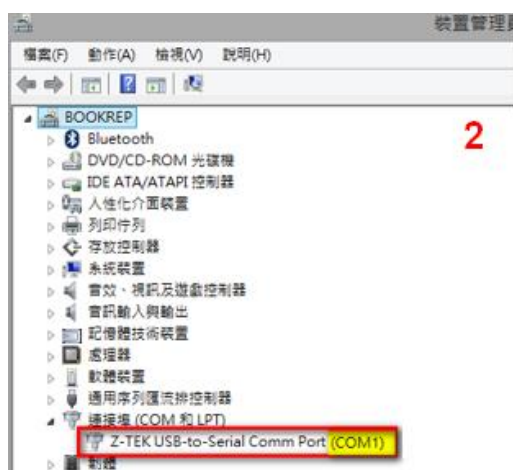 裝置管理員
檔案(F) 動作(A) 檢視(V) 說明(H)
BOOKREP
2
Bluetooth
DVD/CD-ROM 光碟機
IDE ATA/ATAPI 控制器
人性化介面裝置
列印佇列
存放控制器
系統裝置
音效、視訊及遊戲控制器
音訊輸入與輸出
記憶體技術裝置
處理器
軟體裝置
通用序列匯流排控制器
連接埠 (COM 和 LPT)
Z-TEK USB-to-Serial Comm Port (COM1)
韌體